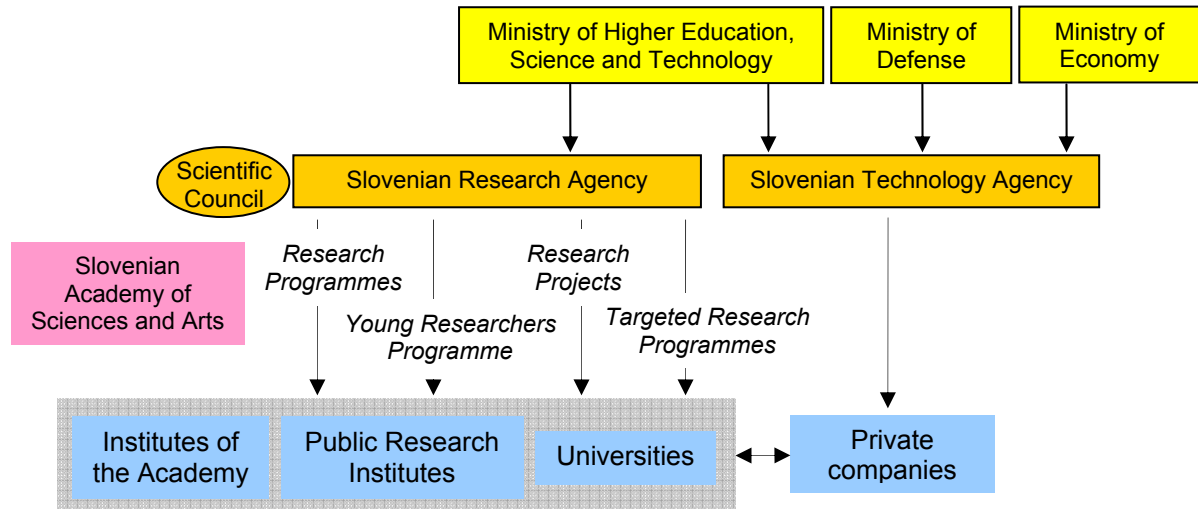 Ministry of Higher Education,
Science and Technology
Ministry of
Defense
Ministry of
Economy
Scientific
Council
Slovenian Research Agency
Slovenian Technology Agency
Slovenian
Academy of
Sciences and Arts
Research
Programmes
Young Researchers
Programme
Research
Projects
Targeted Research
Programmes
Institutes of
the Academy
Public Research
Institutes
Universities
Private
companies